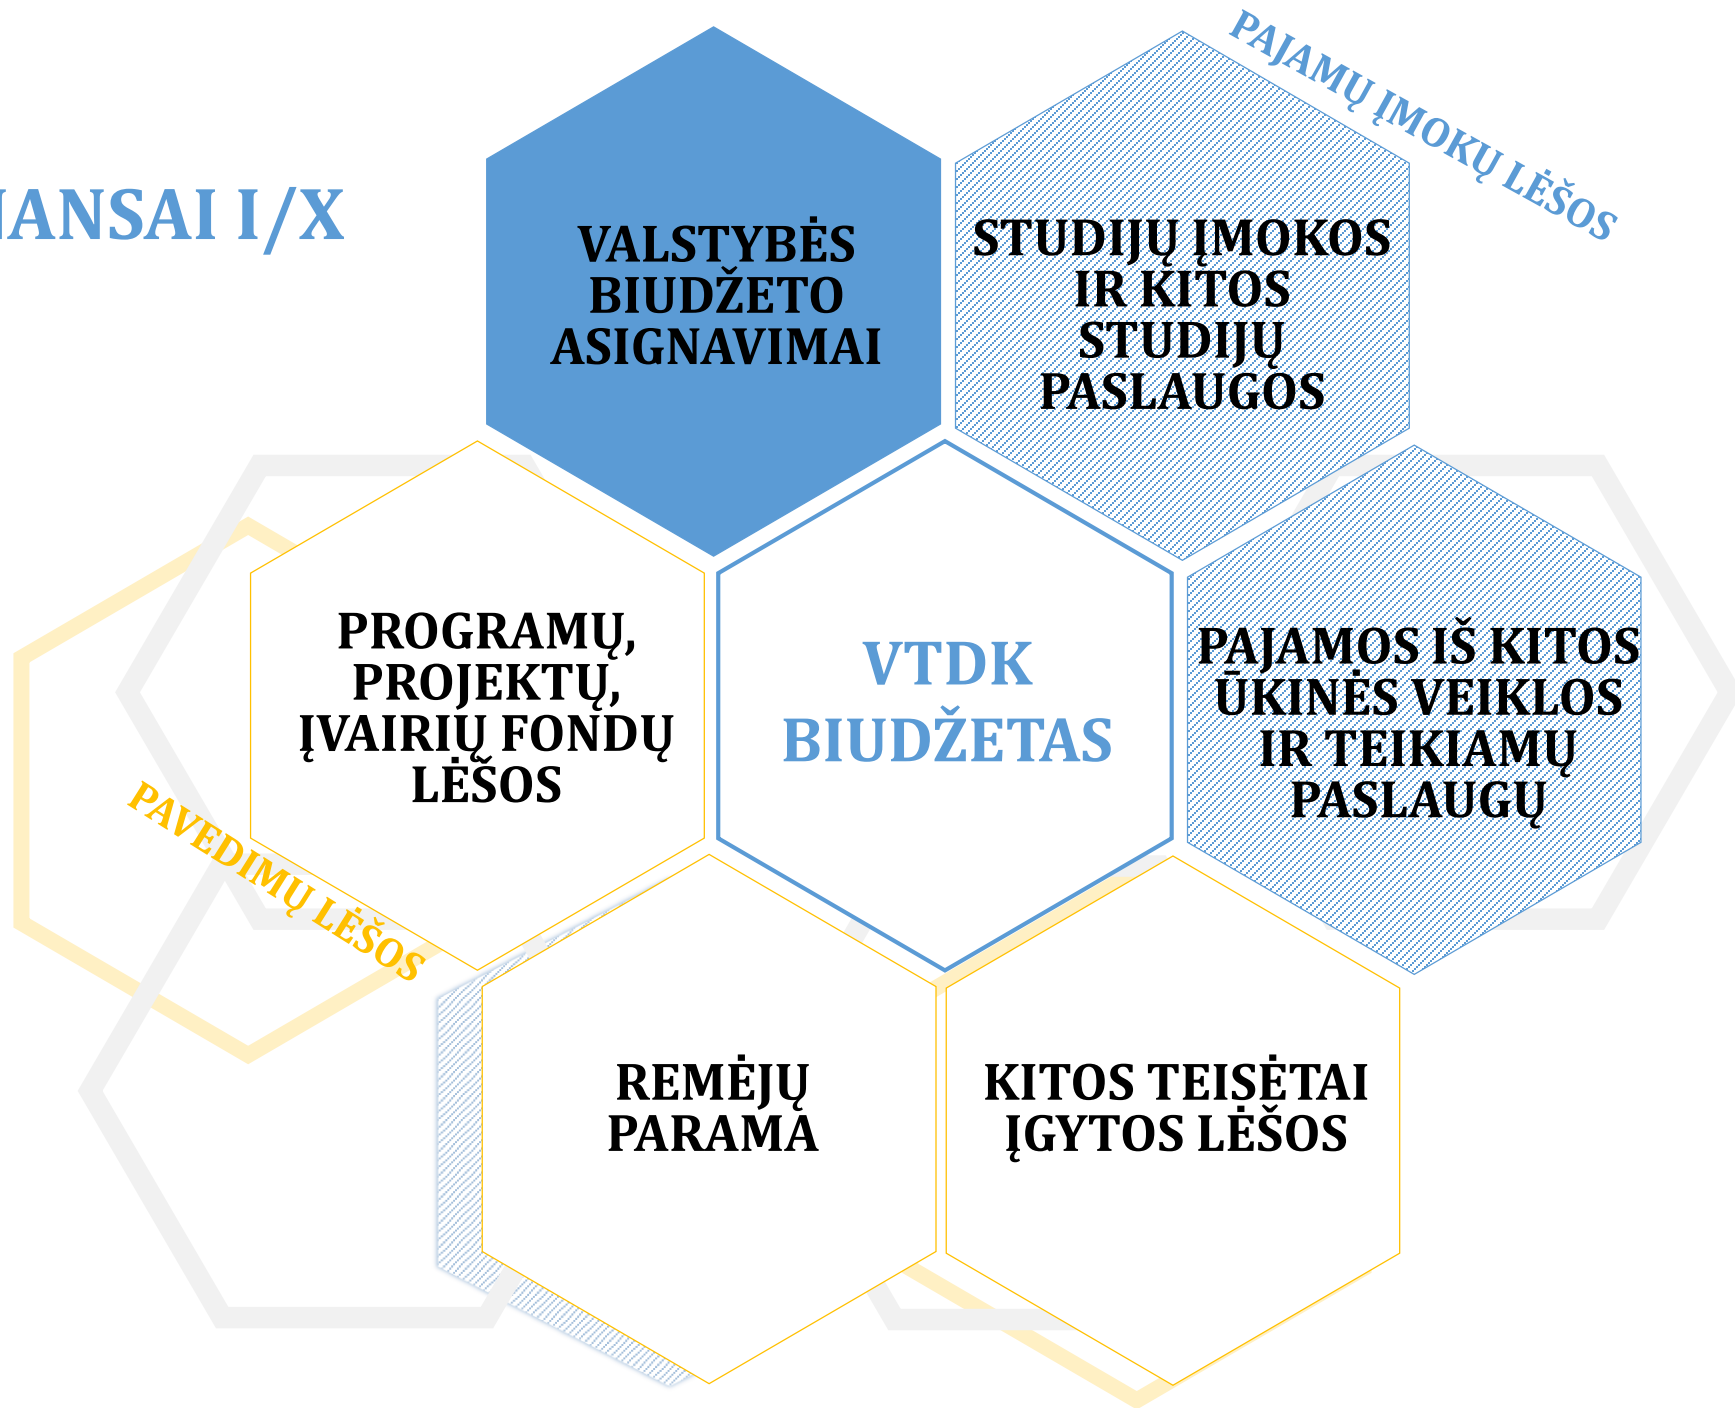 PAJAMŲ ĮMOKŲ LĖŠOS
I/X
VALSTYBĖS
BIUDŽETO
ASIGNAVIMAI
STUDIJŲ ĮMOKOS
IR KITOS
STUDIJŲ
PASLAUGOS
PROGRAMŲ,
PROJEKTŲ,
ĮVAIRIŲ FONDŲ
LĖŠOS
VTDK
BIUDŽETAS
PAJAMOS IŠ KITOS
ŪKINĖS VEIKLOS
IR TEIKIAMŲ
PASLAUGŲ
PAVEDIMŲ LĖŠOS
REMĖJŲ
PARAMA
KITOS TEISĖTAI
ĮGYTOS LĖŠOS